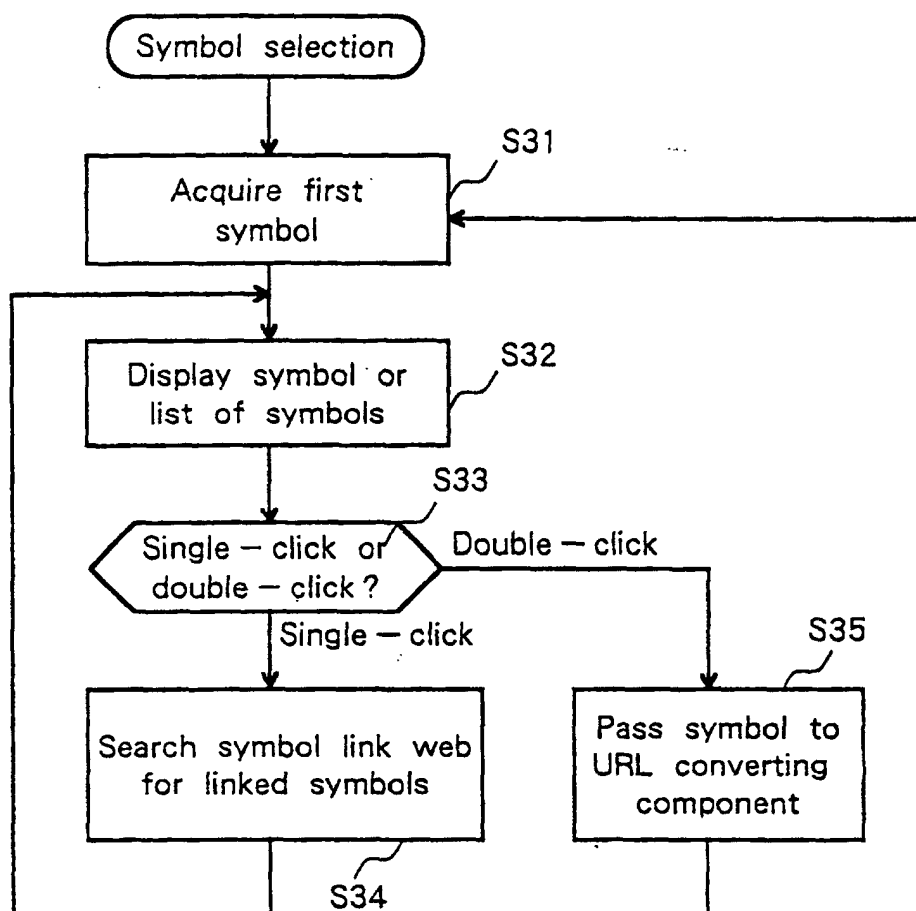 Symbol selection
S31
Acquire first
symbol
S32
Display symbol or
list of symbols
S33
Single – click or
double – click?
Double – click
Single – click
S35
Search symbol link web
for linked symbols
Pass symbol to
URL converting
component
S34